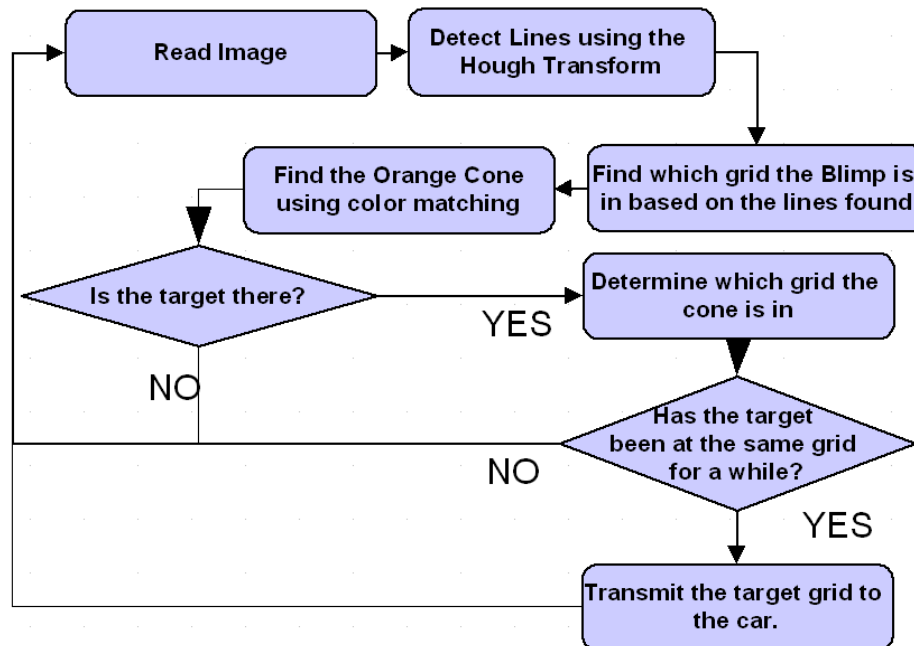 Read Image
Detect Lines using the
Hough Transform
Find the Orange Cone
using color matching
Find which grid the Blimp is
in based on the lines found
Is the target there?
YES
Determine which grid the
cone is in
NO
Has the target
been at the same grid
for a while?
NO
YES
Transmit the target grid to
the car.